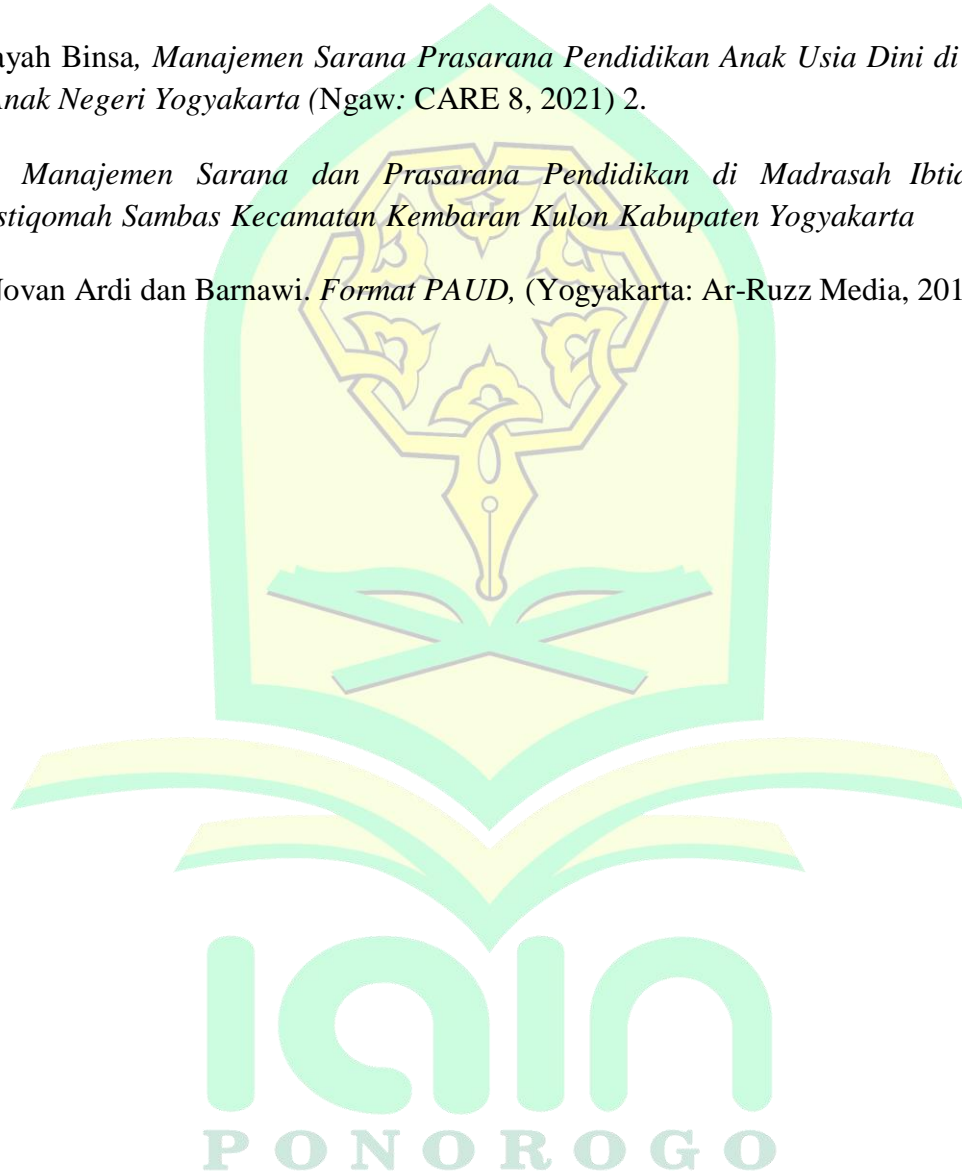 ayah Binsa, Manajemen Sarana Prasarana Pendidikan Anak Usia Dini di
Anak Negeri Yogyakarta (Ngaw: CARE 8, 2021) 2.
Manajemen Sarana dan Prasarana Pendidikan di Madrasah Ibtid
stiqomah Sambas Kecamatan Kembaran Kulon Kabupaten Yogyakarta
Novan Ardi dan Barnawi. Format PAUD, (Yogyakarta: Ar-Ruzz Media, 201
iain
PONOROGO